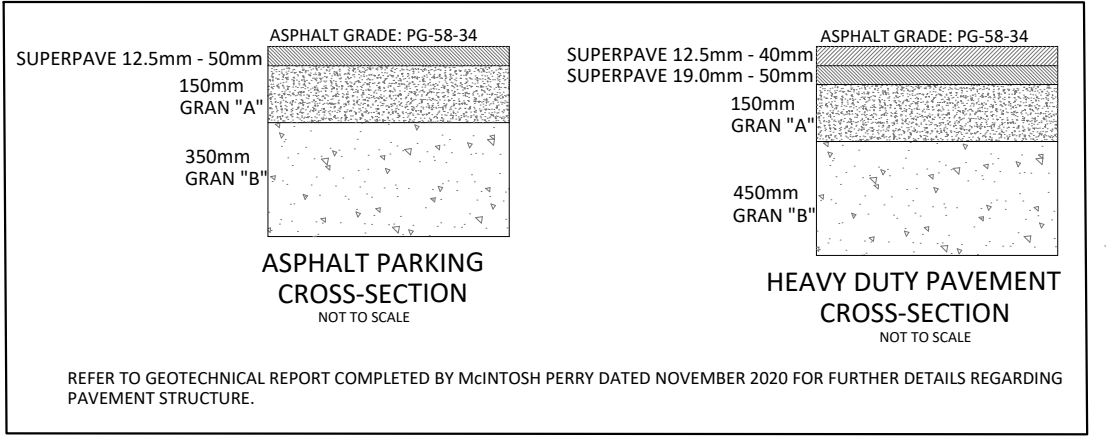 ASPHALT GRADE: PG-58-34
SUPERPAVE 12.5mm - 50mm
150mm
GRAN "A"
350mm
GRAN "B"
ASPHALT PARKING
CROSS-SECTION
NOT TO SCALE
ASPHALT GRADE: PG-58-34
SUPERPAVE 12.5mm - 40mm
SUPERPAVE 19.0mm - 50mm
150mm
GRAN "A"
450mm
GRAN "B"
HEAVY DUTY PAVEMENT
CROSS-SECTION
NOT TO SCALE
REFER TO GEOTECHNICAL REPORT COMPLETED BY McINTOSH PERRY DATED NOVEMBER 2020 FOR FURTHER DETAILS REGARDING
PAVEMENT STRUCTURE.